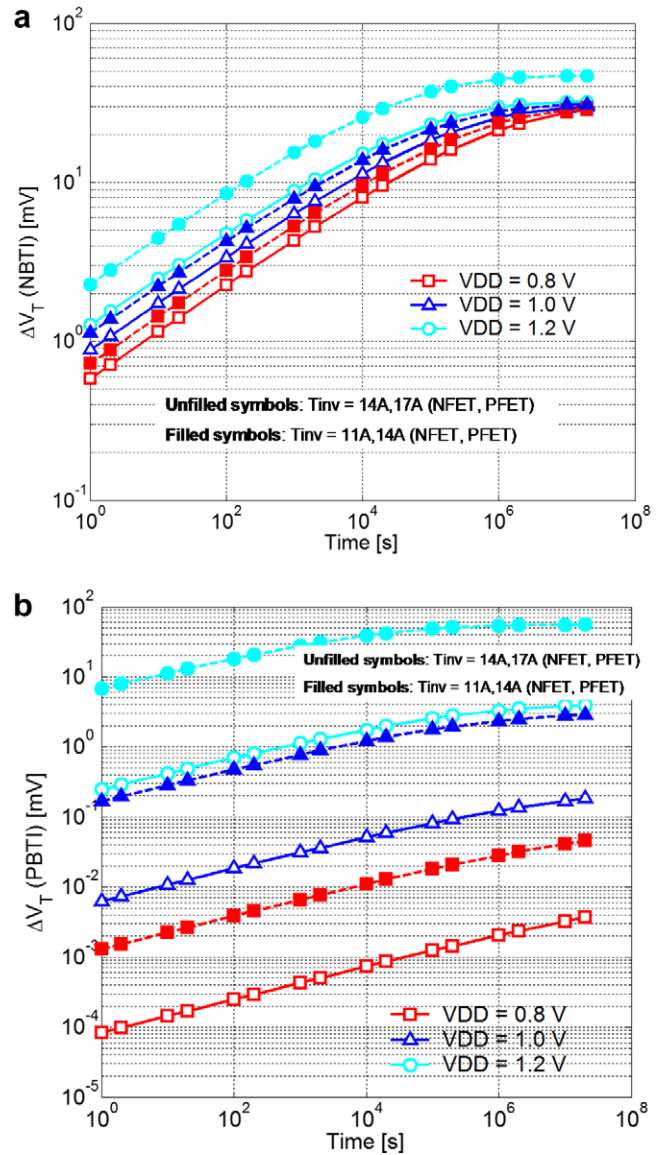 a
10^2
10^1
10^0
10^-1
ΔV_T (NBTI) [mV]
VDD = 0.8 V
VDD = 1.0 V
VDD = 1.2 V
Unfilled symbols: Tinv = 14A,17A (NFET, PFET)
Filled symbols: Tinv = 11A,14A (NFET, PFET)
10^0 10^2 10^4 10^6 10^8
Time [s]
b
10^2
10^1
10^0
10^-1
10^-2
10^-3
10^-4
10^-5
ΔV_T (PBTI) [mV]
Unfilled symbols: Tinv = 14A,17A (NFET, PFET)
Filled symbols: Tinv = 11A,14A (NFET, PFET)
VDD = 0.8 V
VDD = 1.0 V
VDD = 1.2 V
10^0 10^2 10^4 10^6 10^8
Time [s]